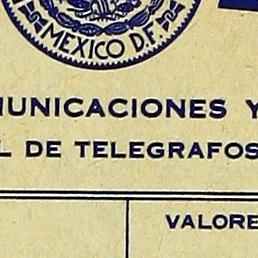 MEXICO D.F.
MUNICACIONES Y
L DE TELEGRAFOS
VALORE